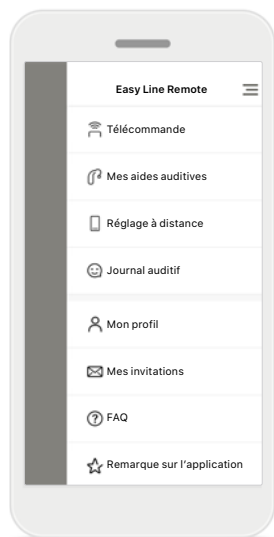 Easy Line Remote
Télécommande
Mes aides auditives
Réglage à distance
Journal auditif
Mon profil
Mes invitations
FAQ
Remarque sur l'application